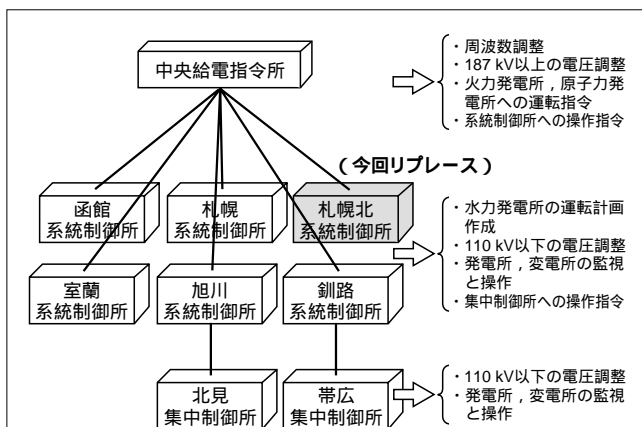 中央給電指令所
・周波数調整
・187 kV以上の電圧調整
・火力発電所，原子力発
電所への運転指令
・系統制御所への操作指令
（今回リプレース）
函館
系統制御所
札幌
系統制御所
札幌北
系統制御所
・水力発電所の運転計画
作成
・110 kV以下の電圧調整
・発電所，変電所の監視
と操作
・集中制御所への操作指令
室蘭
系統制御所
旭川
系統制御所
釧路
系統制御所
北見
集中制御所
帯広
集中制御所
・110 kV以下の電圧調整
・発電所，変電所の監視
と操作